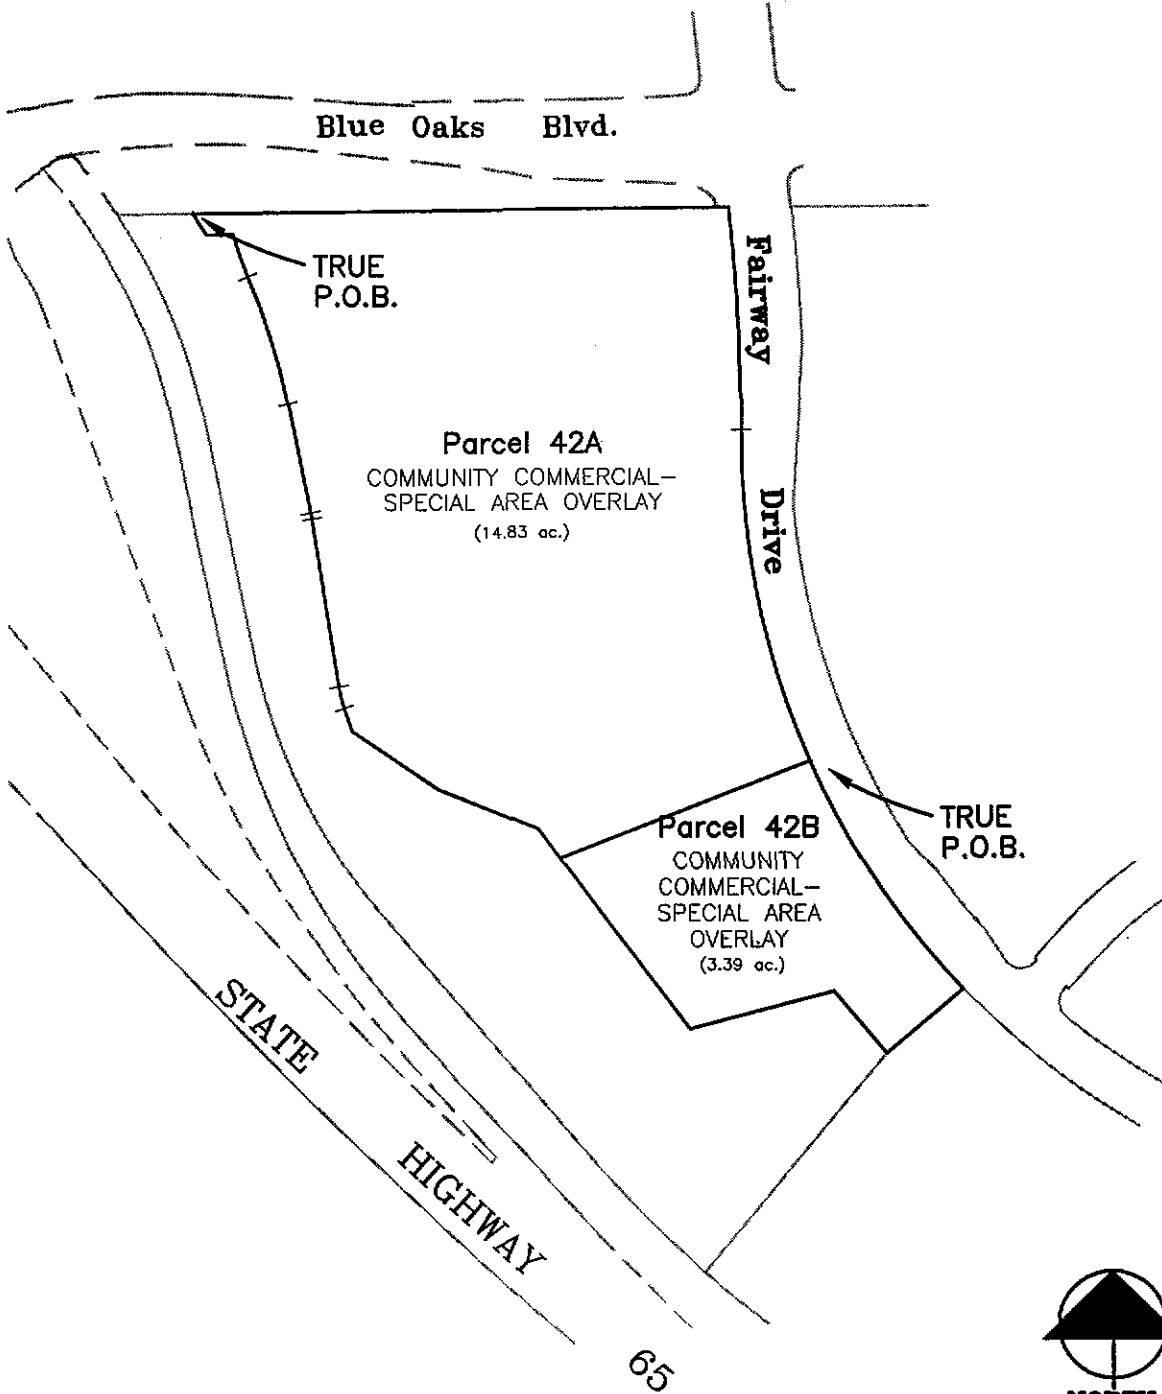 Blue Oaks Blvd.
TRUE
P.O.B.
Fairway
Drive
Parcel 42A
COMMUNITY COMMERCIAL-
SPECIAL AREA OVERLAY
(14.83 ac.)
TRUE
P.O.B.
Parcel 42B
COMMUNITY
COMMERCIAL-
SPECIAL AREA
OVERLAY
(3.39 ac.)
STATE
HIGHWAY
65
NORTH